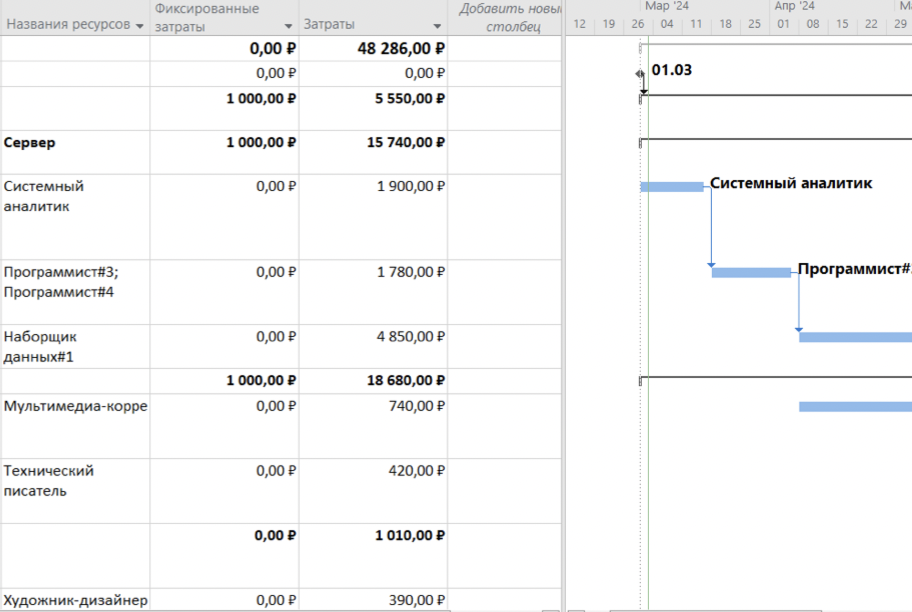 Названия ресурсов
Фиксированные
затраты
Затраты
Добавить новы
столбец
Мар '24
Апр '24
М
12 19 26 04 11 18 25 01 08 15 22 29
0,00 ₽ 48 286,00 ₽
0,00 ₽ 0,00 ₽
01.03
1 000,00 ₽ 5 550,00 ₽
Сервер 1 000,00 ₽ 15 740,00 ₽
Системный
аналитик
0,00 ₽ 1 900,00 ₽
Системный аналитик
Программист#3;
Программист#4
0,00 ₽ 1 780,00 ₽
Программист#
Наборщик
данных#1
0,00 ₽ 4 850,00 ₽
1 000,00 ₽ 18 680,00 ₽
Мультимедиа-корре 0,00 ₽ 740,00 ₽
Технический
писатель
0,00 ₽ 420,00 ₽
0,00 ₽ 1 010,00 ₽
Художник-дизайнер 0,00 ₽ 390,00 ₽